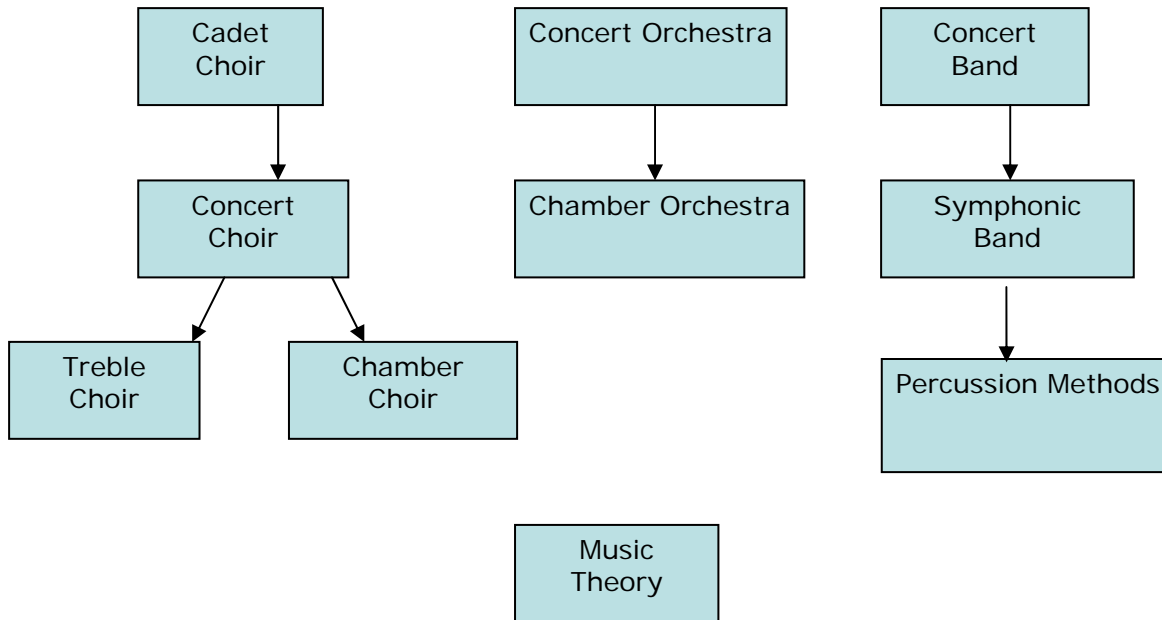 Cadet
Choir
Concert Orchestra
Concert
Band
Concert
Choir
Chamber Orchestra
Symphonic
Band
Treble
Choir
Chamber
Choir
Percussion Methods
Music
Theory